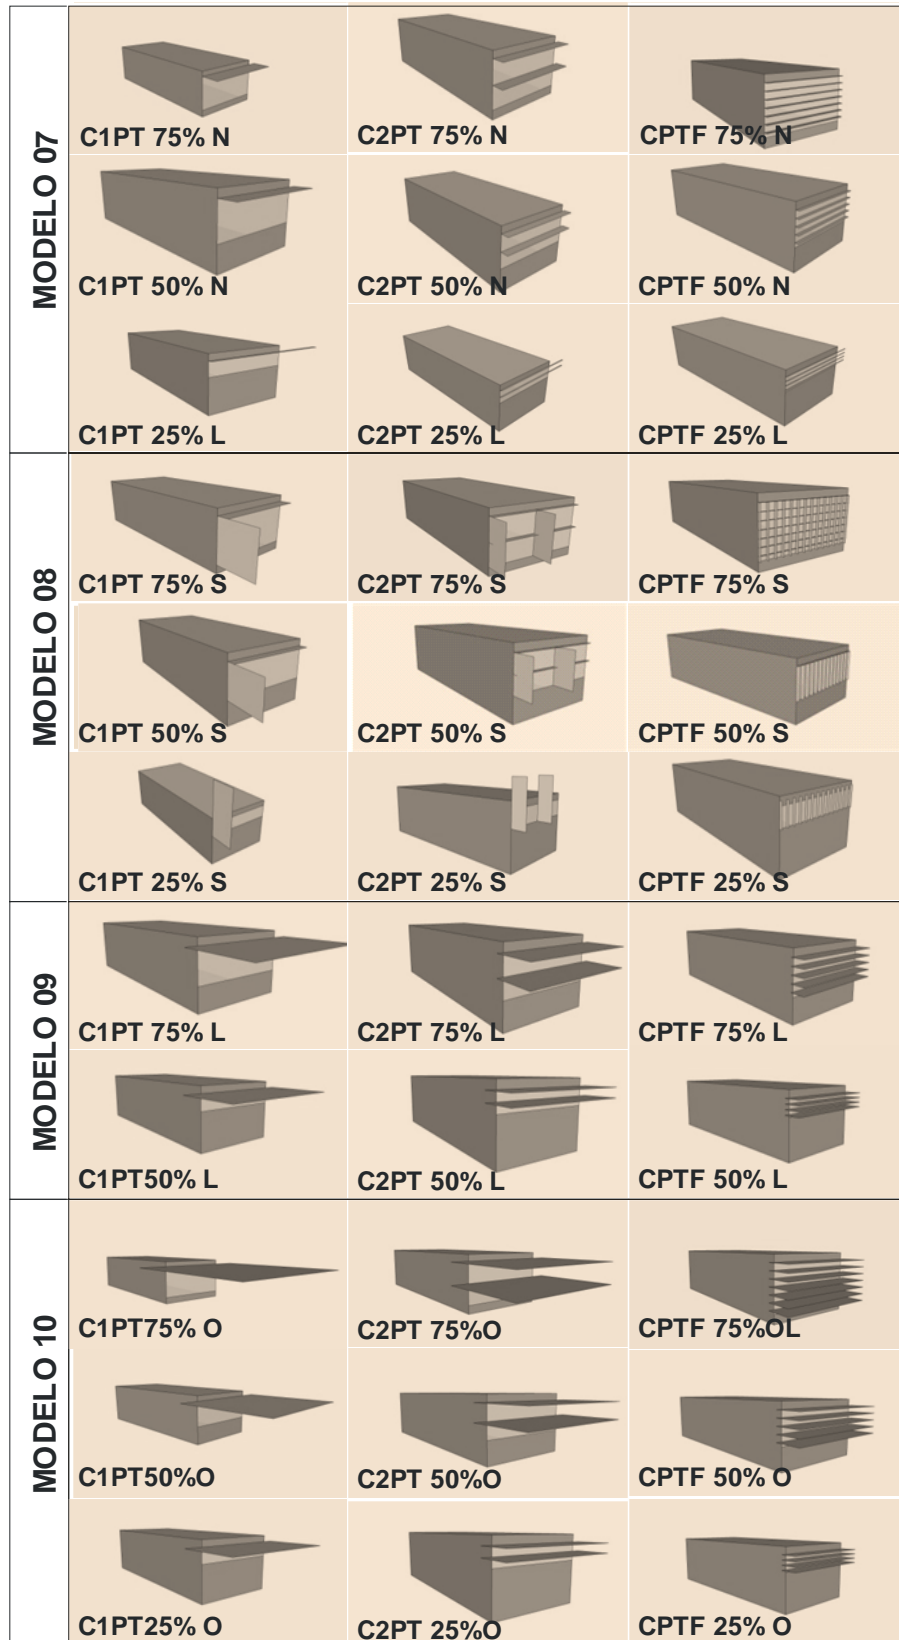 MODELO 07
C1PT 75% N
C2PT 75% N
CPTF 75% N
C1PT 50% N
C2PT 50% N
CPTF 50% N
C1PT 25% L
C2PT 25% L
CPTF 25% L
MODELO 08
C1PT 75% S
C2PT 75% S
CPTF 75% S
C1PT 50% S
C2PT 50% S
CPTF 50% S
C1PT 25% S
C2PT 25% S
CPTF 25% S
MODELO 09
C1PT 75% L
C2PT 75% L
CPTF 75% L
C1PT50% L
C2PT 50% L
CPTF 50% L
MODELO 10
C1PT75% O
C2PT 75%O
CPTF 75%OL
C1PT50%O
C2PT 50%O
CPTF 50% O
C1PT25% O
C2PT 25%O
CPTF 25% O